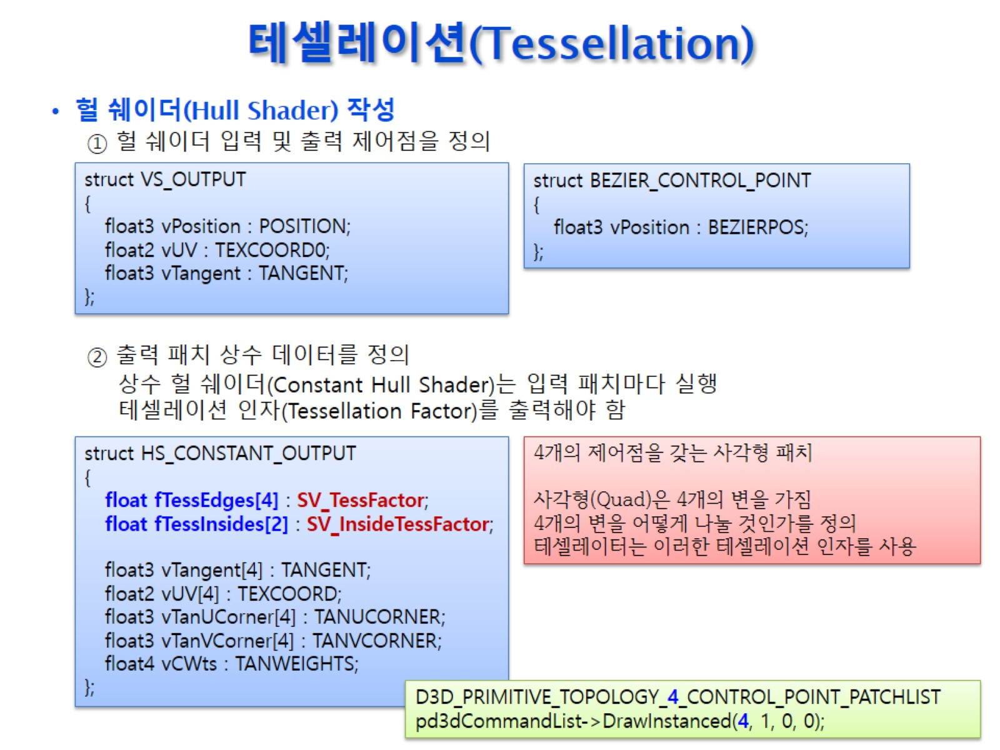 테셀레이션(Tessellation)
• 헐 쉐이더(Hull Shader) 작성
① 헐 쉐이더 입력 및 출력 제어점을 정의
struct VS_OUTPUT
{
float3 vPosition : POSITION;
float2 vUV : TEXCOORD0;
float3 vTangent : TANGENT;
};
struct BEZIER_CONTROL_POINT
{
float3 vPosition : BEZIERPOS;
};
② 출력 패치 상수 데이터를 정의
상수 헐 쉐이더(Constant Hull Shader)는 입력 패치마다 실행
테셀레이션 인자(Tessellation Factor)를 출력해야 함
struct HS_CONSTANT_OUTPUT
{
float fTessEdges[4] : SV_TessFactor;
float fTessInsides[2] : SV_InsideTessFactor;
float3 vTangent[4] : TANGENT;
float2 vUV[4] : TEXCOORD;
float3 vTanUCorner[4] : TANUCORNER;
float3 vTanVCorner[4] : TANVCORNER;
float4 vCWts : TANWEIGHTS;
};
4개의 제어점을 갖는 사각형 패치
사각형(Quad)은 4개의 변을 가짐
4개의 변을 어떻게 나눌 것인가를 정의
테셀레이터는 이러한 테셀레이션 인자를 사용
D3D_PRIMITIVE_TOPOLOGY_4_CONTROL_POINT_PATCHLIST
pd3dCommandList->DrawInstanced(4, 1, 0, 0);